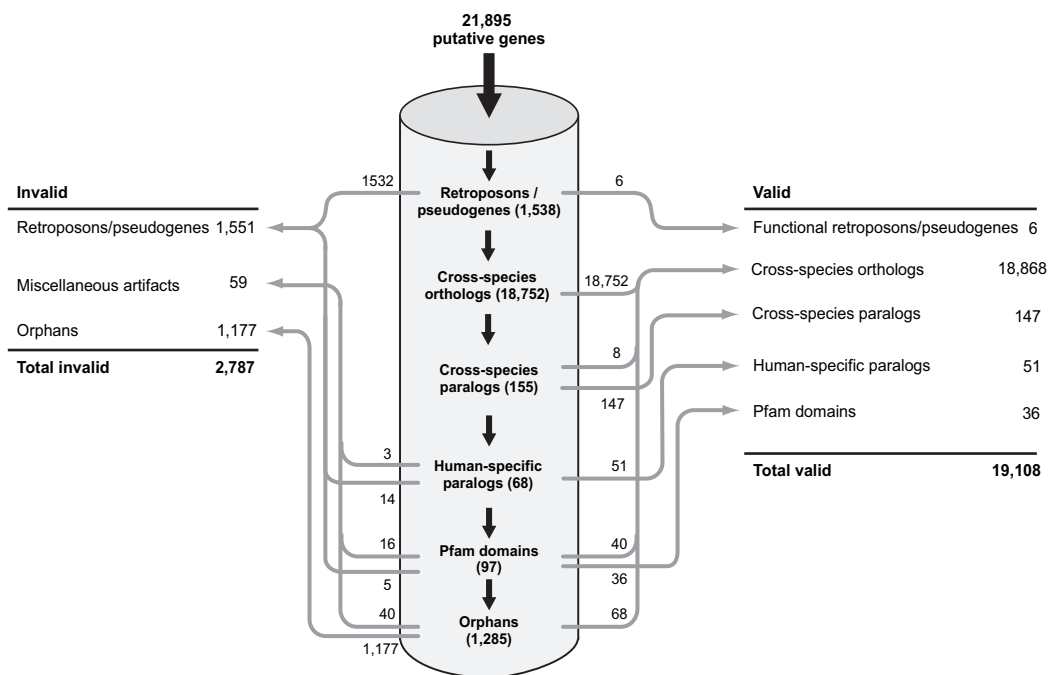 21,895
putative genes
Invalid
Retroposons/pseudogenes 1,551
Miscellaneous artifacts 59
Orphans 1,177
Total invalid 2,787
1532
Retroposons /
pseudogenes (1,538)
6
Cross-species
orthologs (18,752)
18,752
Cross-species
paralogs (155)
8
147
3
14
Human-specific
paralogs (68)
51
16
5
Pfam domains
(97)
40
36
40
1,177
Orphans
(1,285)
68
Valid
Functional retroposons/pseudogenes 6
Cross-species orthologs 18,868
Cross-species paralogs 147
Human-specific paralogs 51
Pfam domains 36
Total valid 19,108